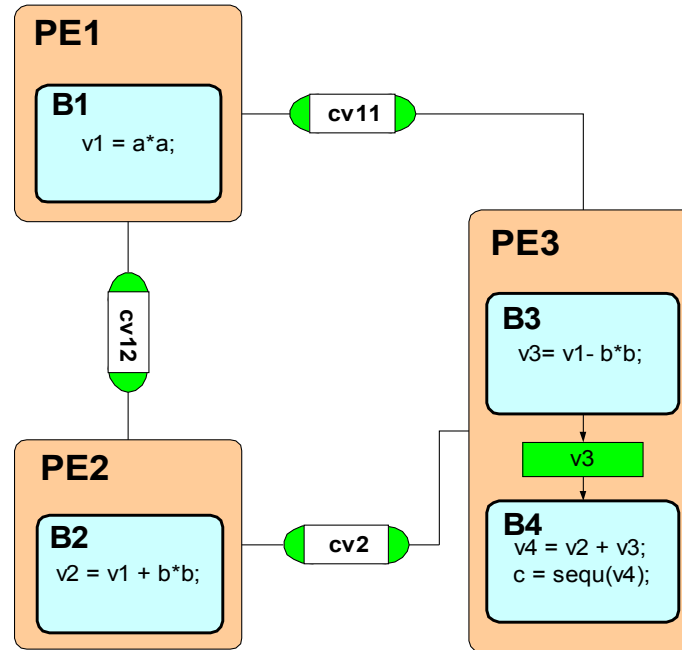 PE1
B1
v1 = a*a;
cv11
cv12
PE3
B3
v3= v1- b*b;
v3
B4
v4 = v2 + v3;
c = sequ(v4);
PE2
B2
v2 = v1 + b*b;
cv2